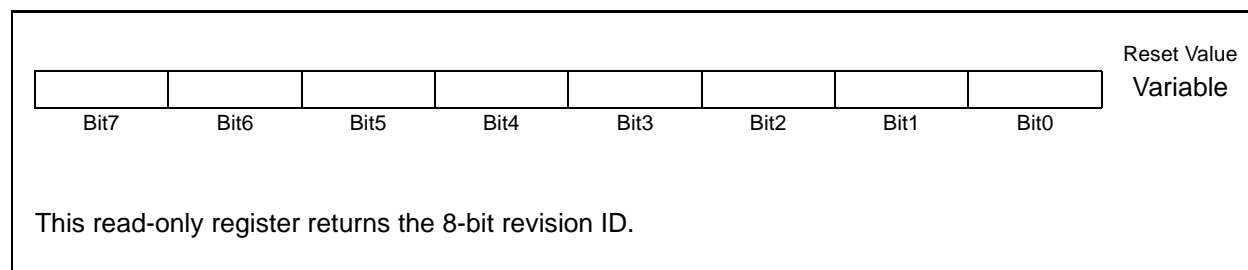 Reset Value
Variable
Bit7 Bit6 Bit5 Bit4 Bit3 Bit2 Bit1 Bit0
This read-only register returns the 8-bit revision ID.